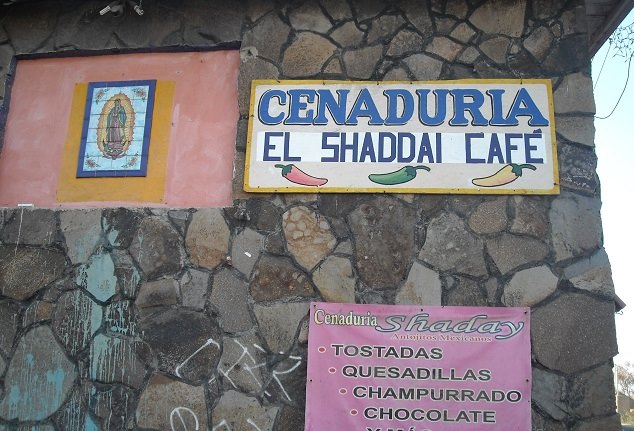 CENADURIA
EL SHADDAI CAFÉ
Cenaduria Shaday
Antojitos Mexicanos
• TOSTADAS
• QUESADILLAS
• CHAMPURRADO
• CHOCOLATE